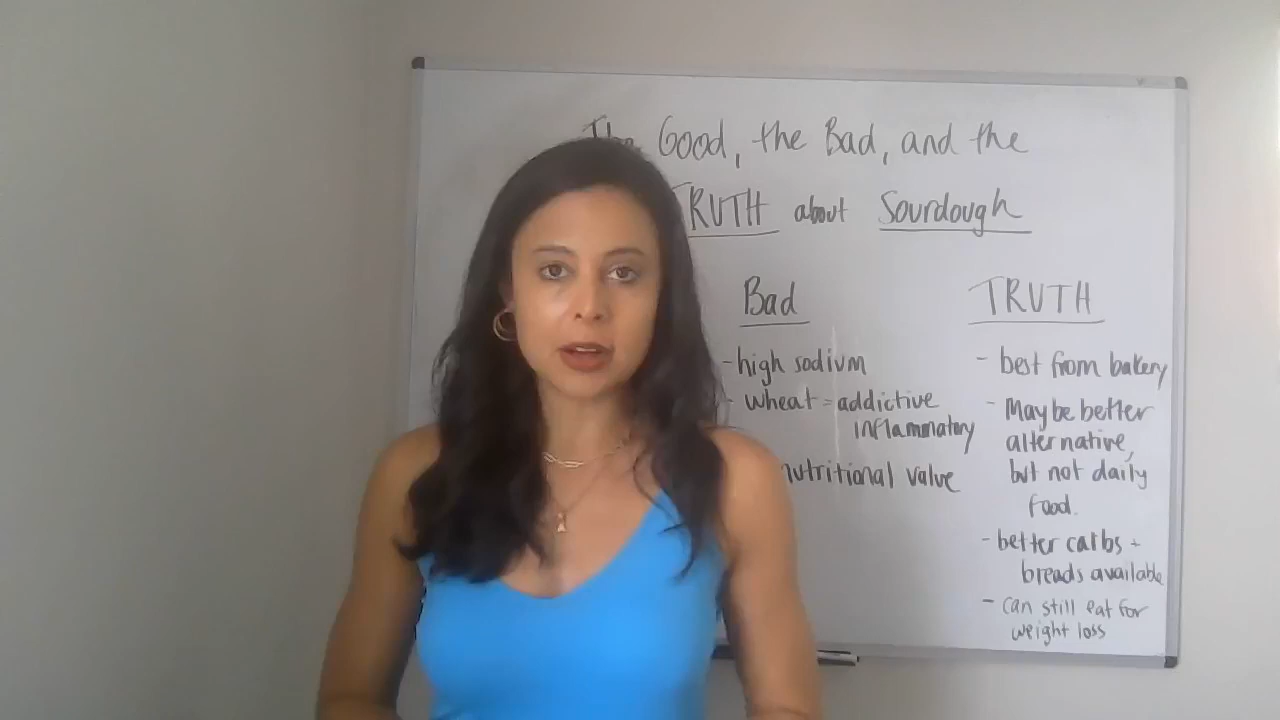 The Good, the Bad, and the
TRUTH about Sourdough
Bad
- high sodium
- wheat = addictive
inflammatory
nutritional value
TRUTH
- best from bakery
- Maybe better
alternative,
but not daily
food.
- better carbs +
breads available
- can still eat for
weight loss